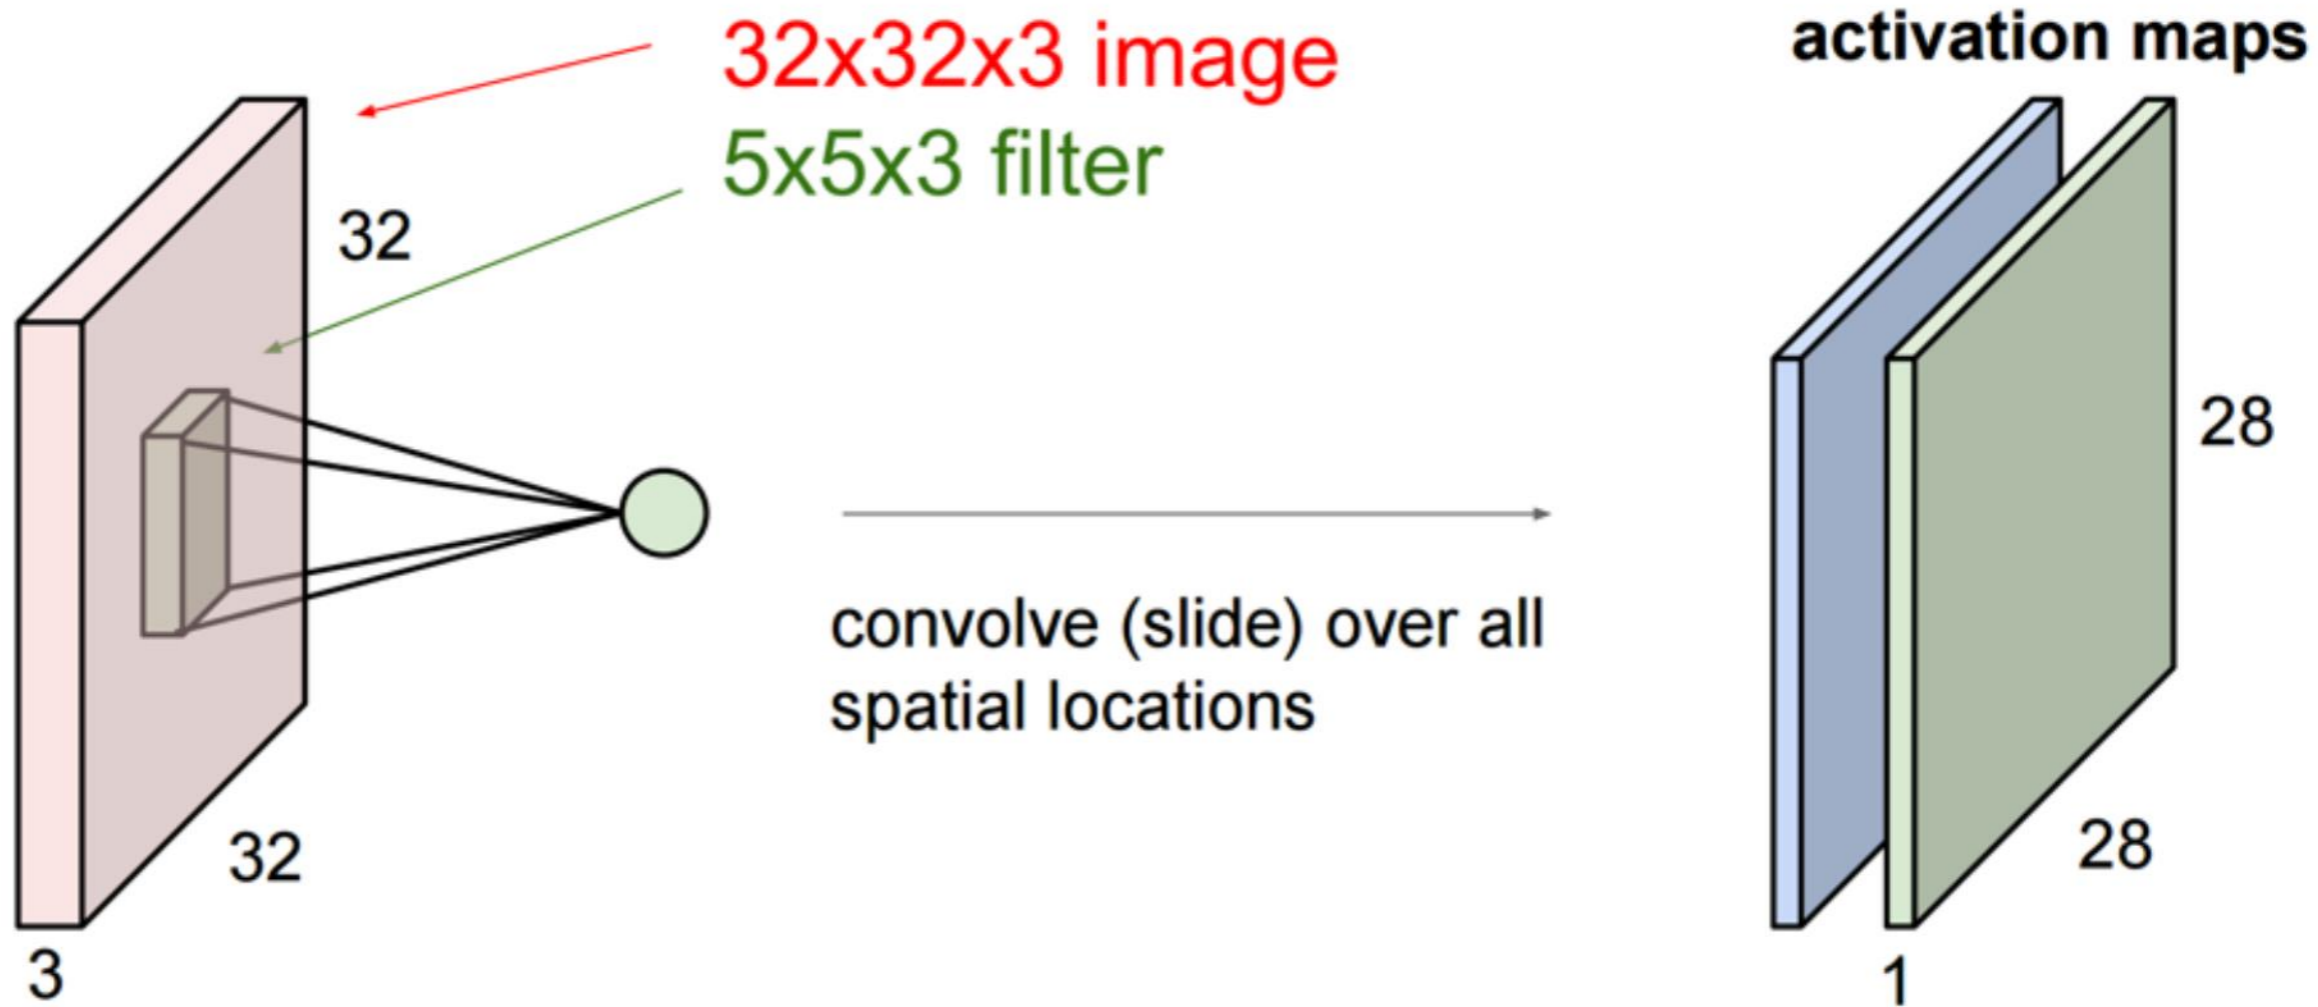 32x32x3 image
5x5x3 filter
32
32
3
convolve (slide) over all
spatial locations
activation maps
28
28
1